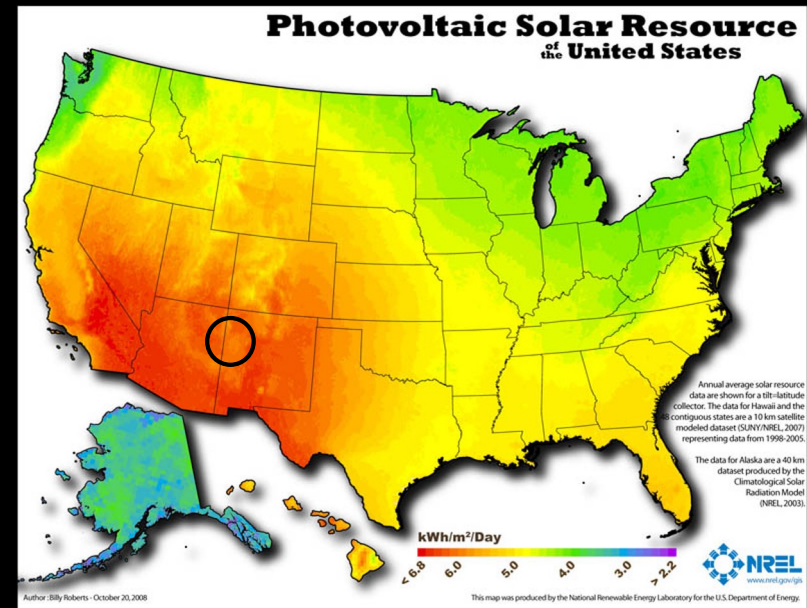 Photovoltaic Solar Resource
of the United States
Annual average solar resource
data are shown for a tilt=latitude
collector. The data for Hawaii and the
48 contiguous states are a 10 km satellite
modeled dataset (SUNY/NREL, 2007)
representing data from 1998-2005.
The data for Alaska are a 40 km
dataset produced by the
Climatological Solar
Radiation Model
(NREL, 2003).
kWh/m²/Day
< 6.8 6.0 5.0 4.0 3.0 > 2.2
NREL
www.nrel.gov/gis
Author : Billy Roberts - October 20, 2008
This map was produced by the National Renewable Energy Laboratory for the U.S. Department of Energy.